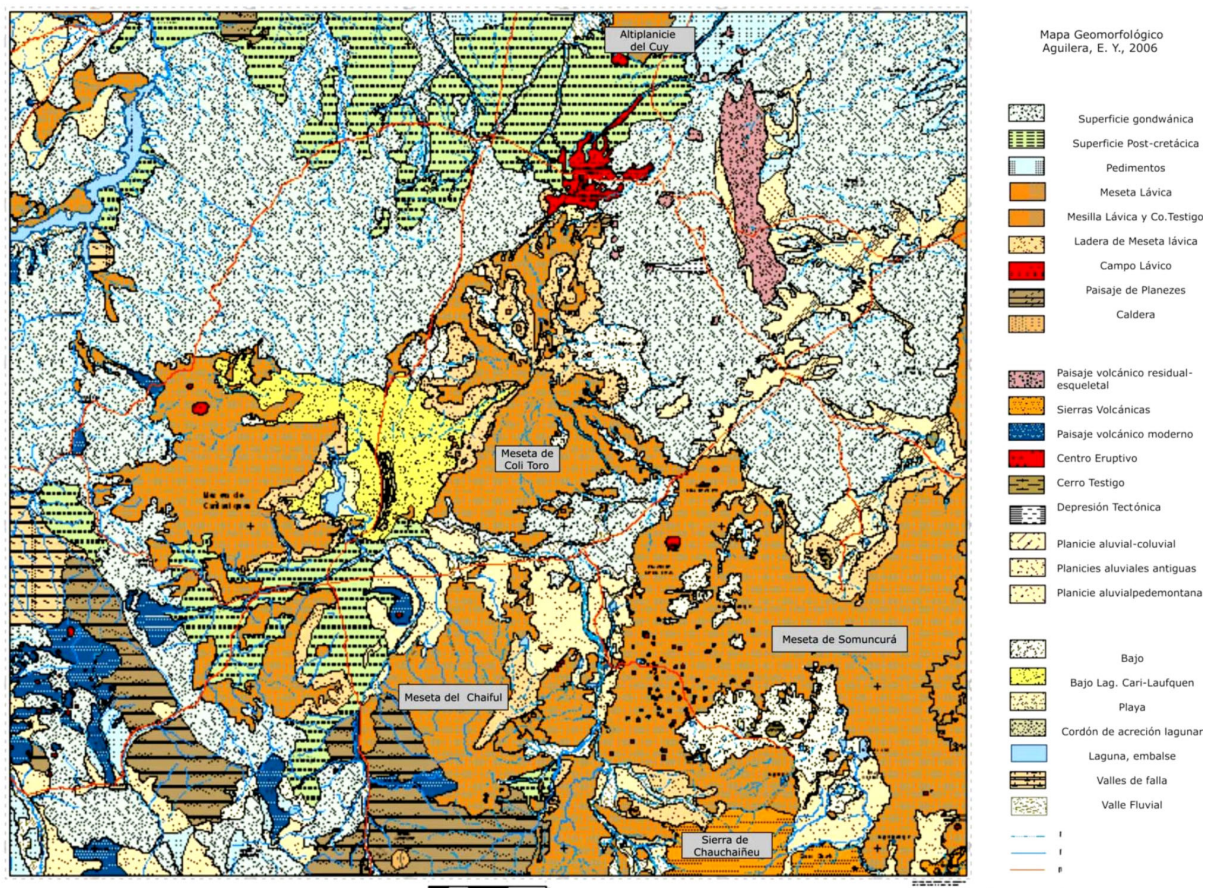 Altiplanicie
del Cuy
Meseta de
Coli Toro
Meseta de Somuncurá
Meseta del Chaiful
Sierra de
Chauchaiñeu
Mapa Geomorfológico
Aguilera, E. Y., 2006
Superficie gondwánica
Superficie Post-cretácica
Pedimentos
Meseta Lávica
Mesilla Lávica y Co.Testigo
Ladera de Meseta lávica
Campo Lávico
Paisaje de Planezes
Caldera
Paisaje volcánico residual-
esqueletal
Sierras Volcánicas
Paisaje volcánico moderno
Centro Eruptivo
Cerro Testigo
Depresión Tectónica
Planicie aluvial-coluvial
Planicies aluviales antiguas
Planicie aluvialpedemontana
Bajo
Bajo Lag. Cari-Laufquen
Playa
Cordón de acreción lagunar
Laguna, embalse
Valles de falla
Valle Fluvial